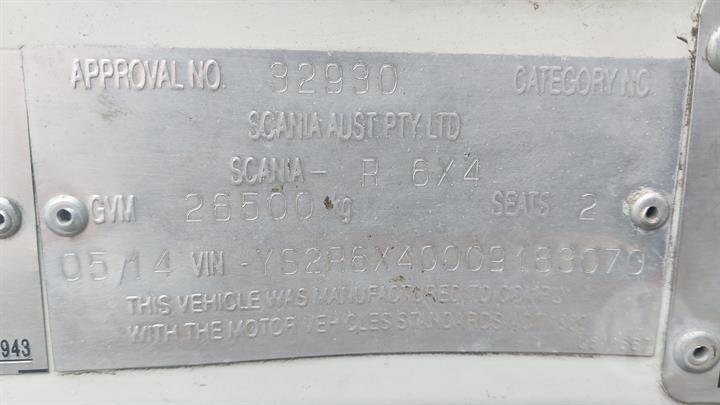 APPROVAL NO. 32930 CATEGORY NC
SCANIA AUST. PTY. LTD
SCANIA - R 6X4
GVM 26500 kg SEATS 2
05/14 VIN - YS2R6X40009183079
THIS VEHICLE WAS MANUFACTURED TO COMPLY
WITH THE MOTOR VEHICLES STANDARDS ACT
943